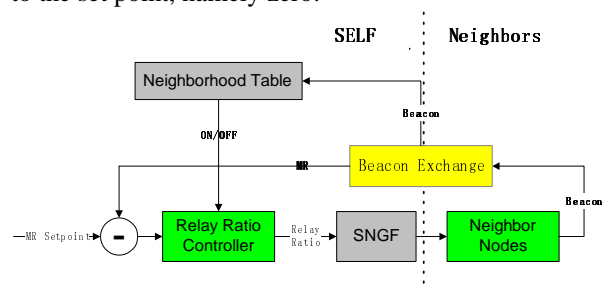 to the set point, namely zero.
SELF
Neighbors
Neighborhood Table
Beacon
ON/OFF
MR
Beacon Exchange
Beacon
MR Setpoint
-
Relay Ratio
Controller
Relay
Ratio
SNGF
Neighbor
Nodes